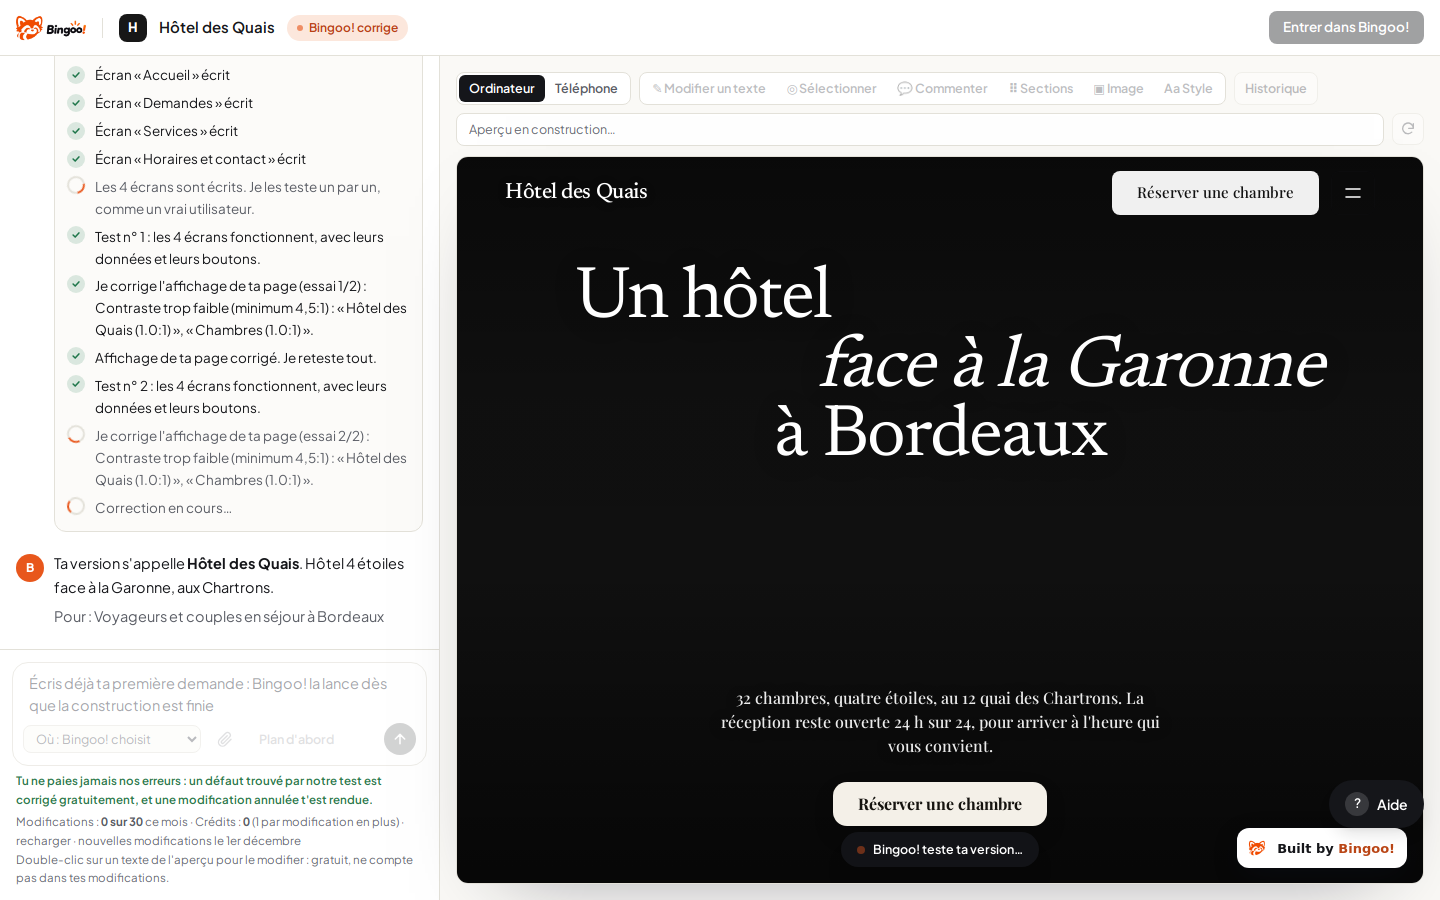 Bingoo!
H
Hôtel des Quais
Bingoo! corrige
Entrer dans Bingoo!
Écran « Accueil » écrit
Écran « Demandes » écrit
Écran « Services » écrit
Écran « Horaires et contact » écrit
Les 4 écrans sont écrits. Je les teste un par un,
comme un vrai utilisateur.
Test n° 1 : les 4 écrans fonctionnent, avec leurs
données et leurs boutons.
Je corrige l'affichage de ta page (essai 1/2) :
Contraste trop faible (minimum 4,5:1) : « Hôtel des
Quais (1.0:1) », « Chambres (1.0:1) ».
Affichage de ta page corrigé. Je reteste tout.
Test n° 2 : les 4 écrans fonctionnent, avec leurs
données et leurs boutons.
Je corrige l'affichage de ta page (essai 2/2) :
Contraste trop faible (minimum 4,5:1) : « Hôtel des
Quais (1.0:1) », « Chambres (1.0:1) ».
Correction en cours…
B
Ta version s'appelle Hôtel des Quais. Hôtel 4 étoiles
face à la Garonne, aux Chartrons.
Pour : Voyageurs et couples en séjour à Bordeaux
Écris déjà ta première demande : Bingoo! la lance dès
que la construction est finie
Où : Bingoo! choisit
Plan d'abord
Tu ne paies jamais nos erreurs : un défaut trouvé par notre test est
corrigé gratuitement, et une modification annulée t'est rendue.
Modifications : 0 sur 30 ce mois · Crédits : 0 (1 par modification en plus) ·
recharger · nouvelles modifications le 1er décembre
Double-clic sur un texte de l'aperçu pour le modifier : gratuit, ne compte
pas dans tes modifications.
Ordinateur
Téléphone
Modifier un texte
Sélectionner
Commenter
Sections
Image
Aa Style
Historique
Aperçu en construction…
Hôtel des Quais
Réserver une chambre
Un hôtel
face à la Garonne
à Bordeaux
32 chambres, quatre étoiles, au 12 quai des Chartrons. La
réception reste ouverte 24 h sur 24, pour arriver à l'heure qui
vous convient.
Réserver une chambre
Bingoo! teste ta version…
? Aide
Built by Bingoo!